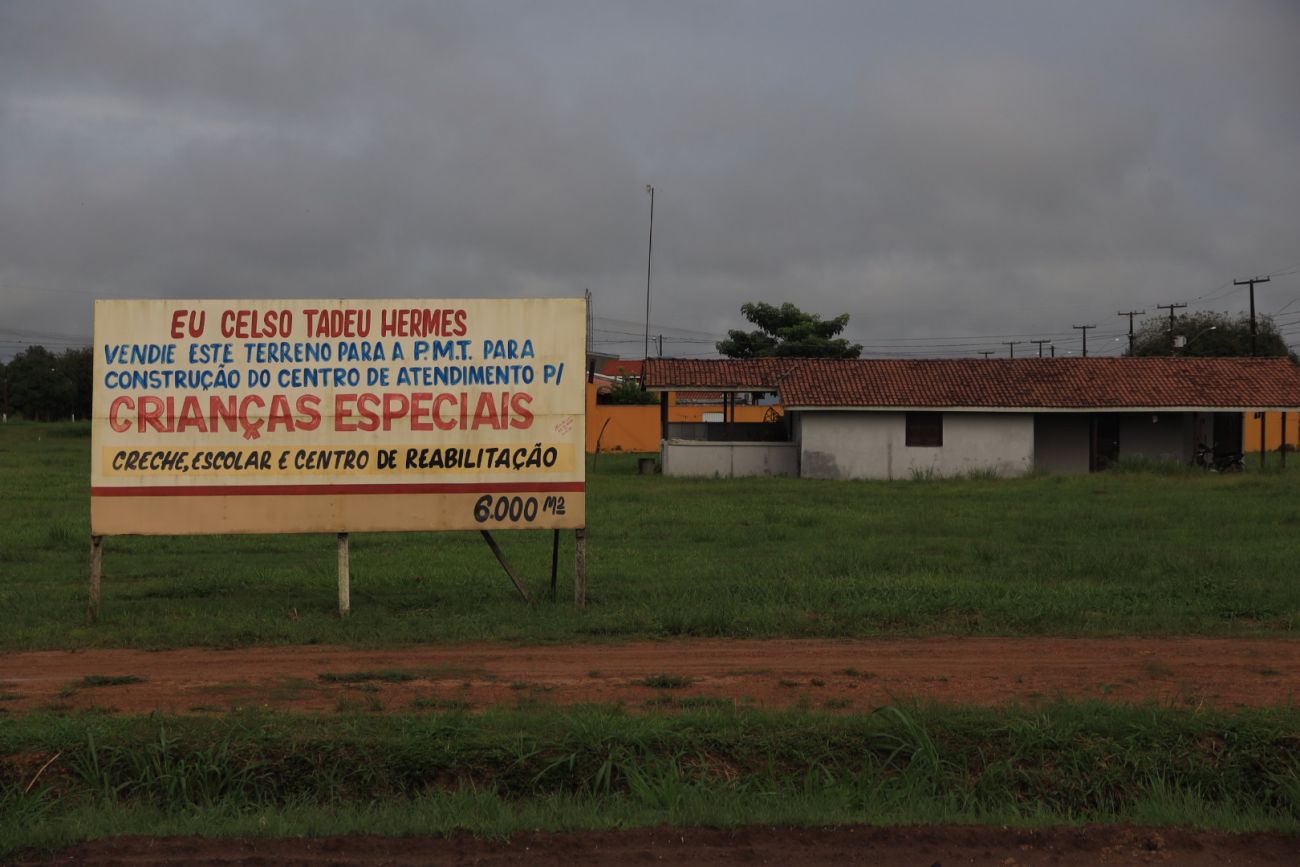 EU CELSO TADEU HERMES
VENDIE ESTE TERRENO PARA A P.M.T. PARA
CONSTRUÇÃO DO CENTRO DE ATENDIMENTO P/
CRIANÇAS ESPECIAIS
CRECHE, ESCOLAR E CENTRO DE REABILITAÇÃO
6.000 M2